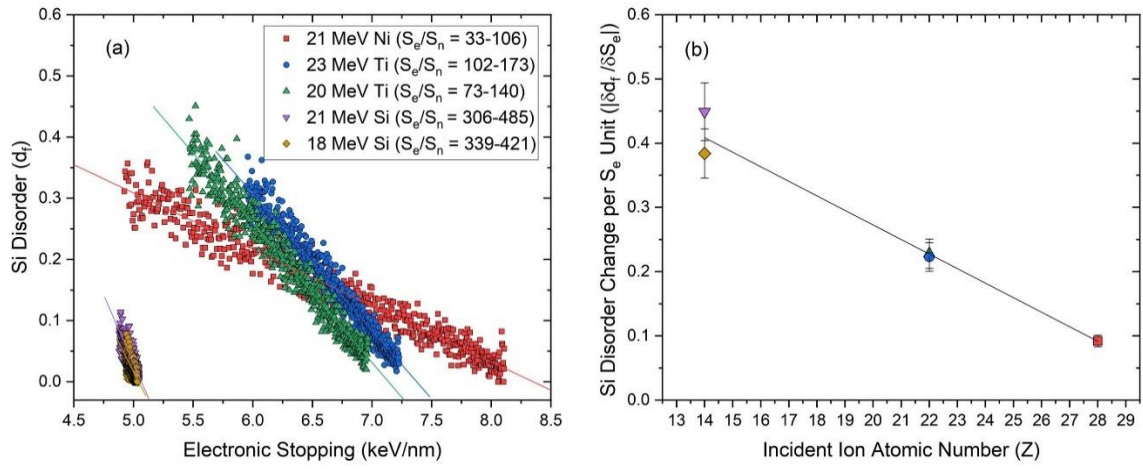 (a)
21 MeV Ni (Se/Sn = 33-106)
23 MeV Ti (Se/Sn = 102-173)
20 MeV Ti (Se/Sn = 73-140)
21 MeV Si (Se/Sn = 306-485)
18 MeV Si (Se/Sn = 339-421)
Si Disorder (df)
0.6
0.5
0.4
0.3
0.2
0.1
0.0
4.5 5.0 5.5 6.0 6.5 7.0 7.5 8.0 8.5
Electronic Stopping (keV/nm)
(b)
Si Disorder Change per Se Unit (|δdf/δSe|)
0.6
0.5
0.4
0.3
0.2
0.1
0.0
13 14 15 16 17 18 19 20 21 22 23 24 25 26 27 28 29
Incident Ion Atomic Number (Z)